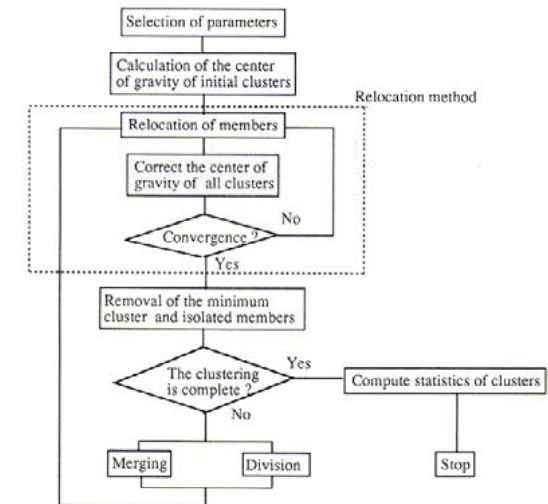 Selection of parameters
Calculation of the center
of gravity of initial clusters
Relocation method
Relocation of members
Correct the center of
gravity of all clusters
No
Convergence ?
Yes
Removal of the minimum
cluster and isolated members
Yes
The clustering
is complete ?
Compute statistics of clusters
No
Merging
Division
Stop